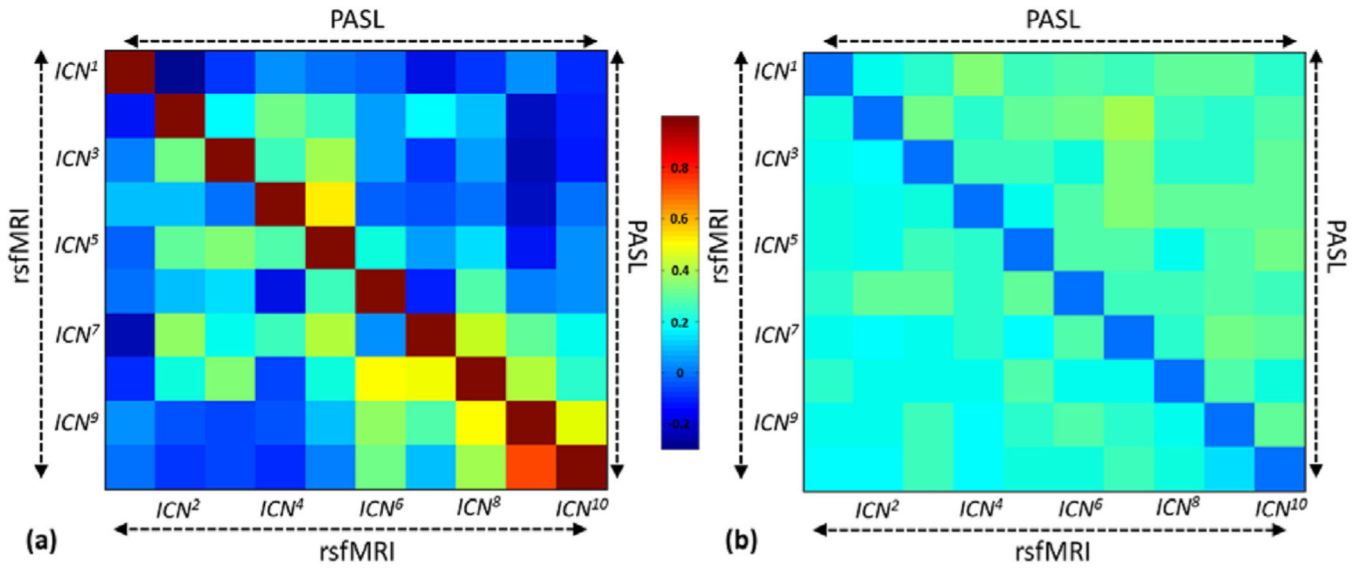 PASL
ICN1
ICN3
ICN5
ICN7
ICN9
rsfMRI
PASL
ICN2 ICN4 ICN6 ICN8 ICN10
rsfMRI
(a)
0.8
0.6
0.4
0.2
0
-0.2
PASL
ICN1
ICN3
ICN5
ICN7
ICN9
rsfMRI
PASL
ICN2 ICN4 ICN6 ICN8 ICN10
rsfMRI
(b)